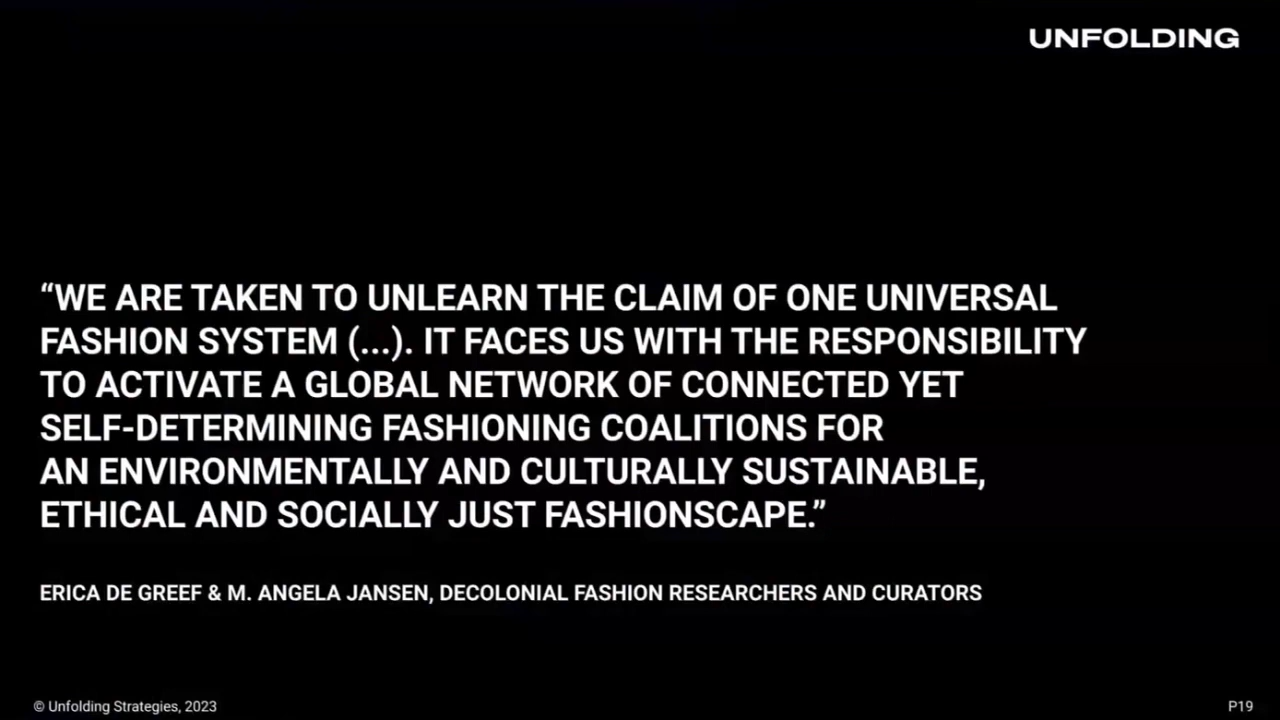 UNFOLDING
“WE ARE TAKEN TO UNLEARN THE CLAIM OF ONE UNIVERSAL
FASHION SYSTEM (...). IT FACES US WITH THE RESPONSIBILITY
TO ACTIVATE A GLOBAL NETWORK OF CONNECTED YET
SELF-DETERMINING FASHIONING COALITIONS FOR
AN ENVIRONMENTALLY AND CULTURALLY SUSTAINABLE,
ETHICAL AND SOCIALLY JUST FASHIONSCAPE.”
ERICA DE GREEF & M. ANGELA JANSEN, DECOLONIAL FASHION RESEARCHERS AND CURATORS
© Unfolding Strategies, 2023
P19